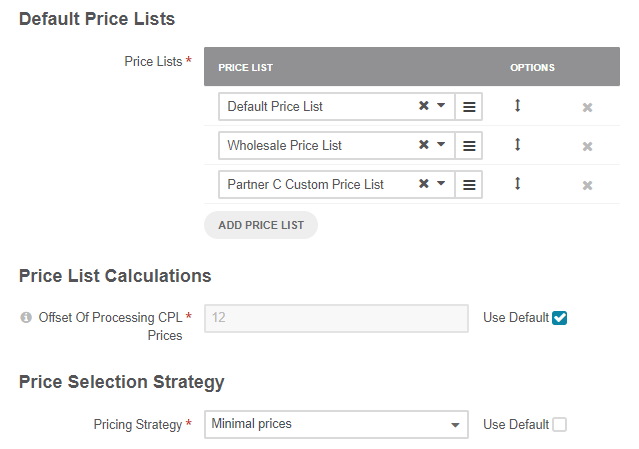 Default Price Lists
Price Lists *
PRICE LIST OPTIONS
Default Price List
Wholesale Price List
Partner C Custom Price List
ADD PRICE LIST
Price List Calculations
Offset Of Processing CPL * 12 Use Default
Prices
Price Selection Strategy
Pricing Strategy * Minimal prices Use Default